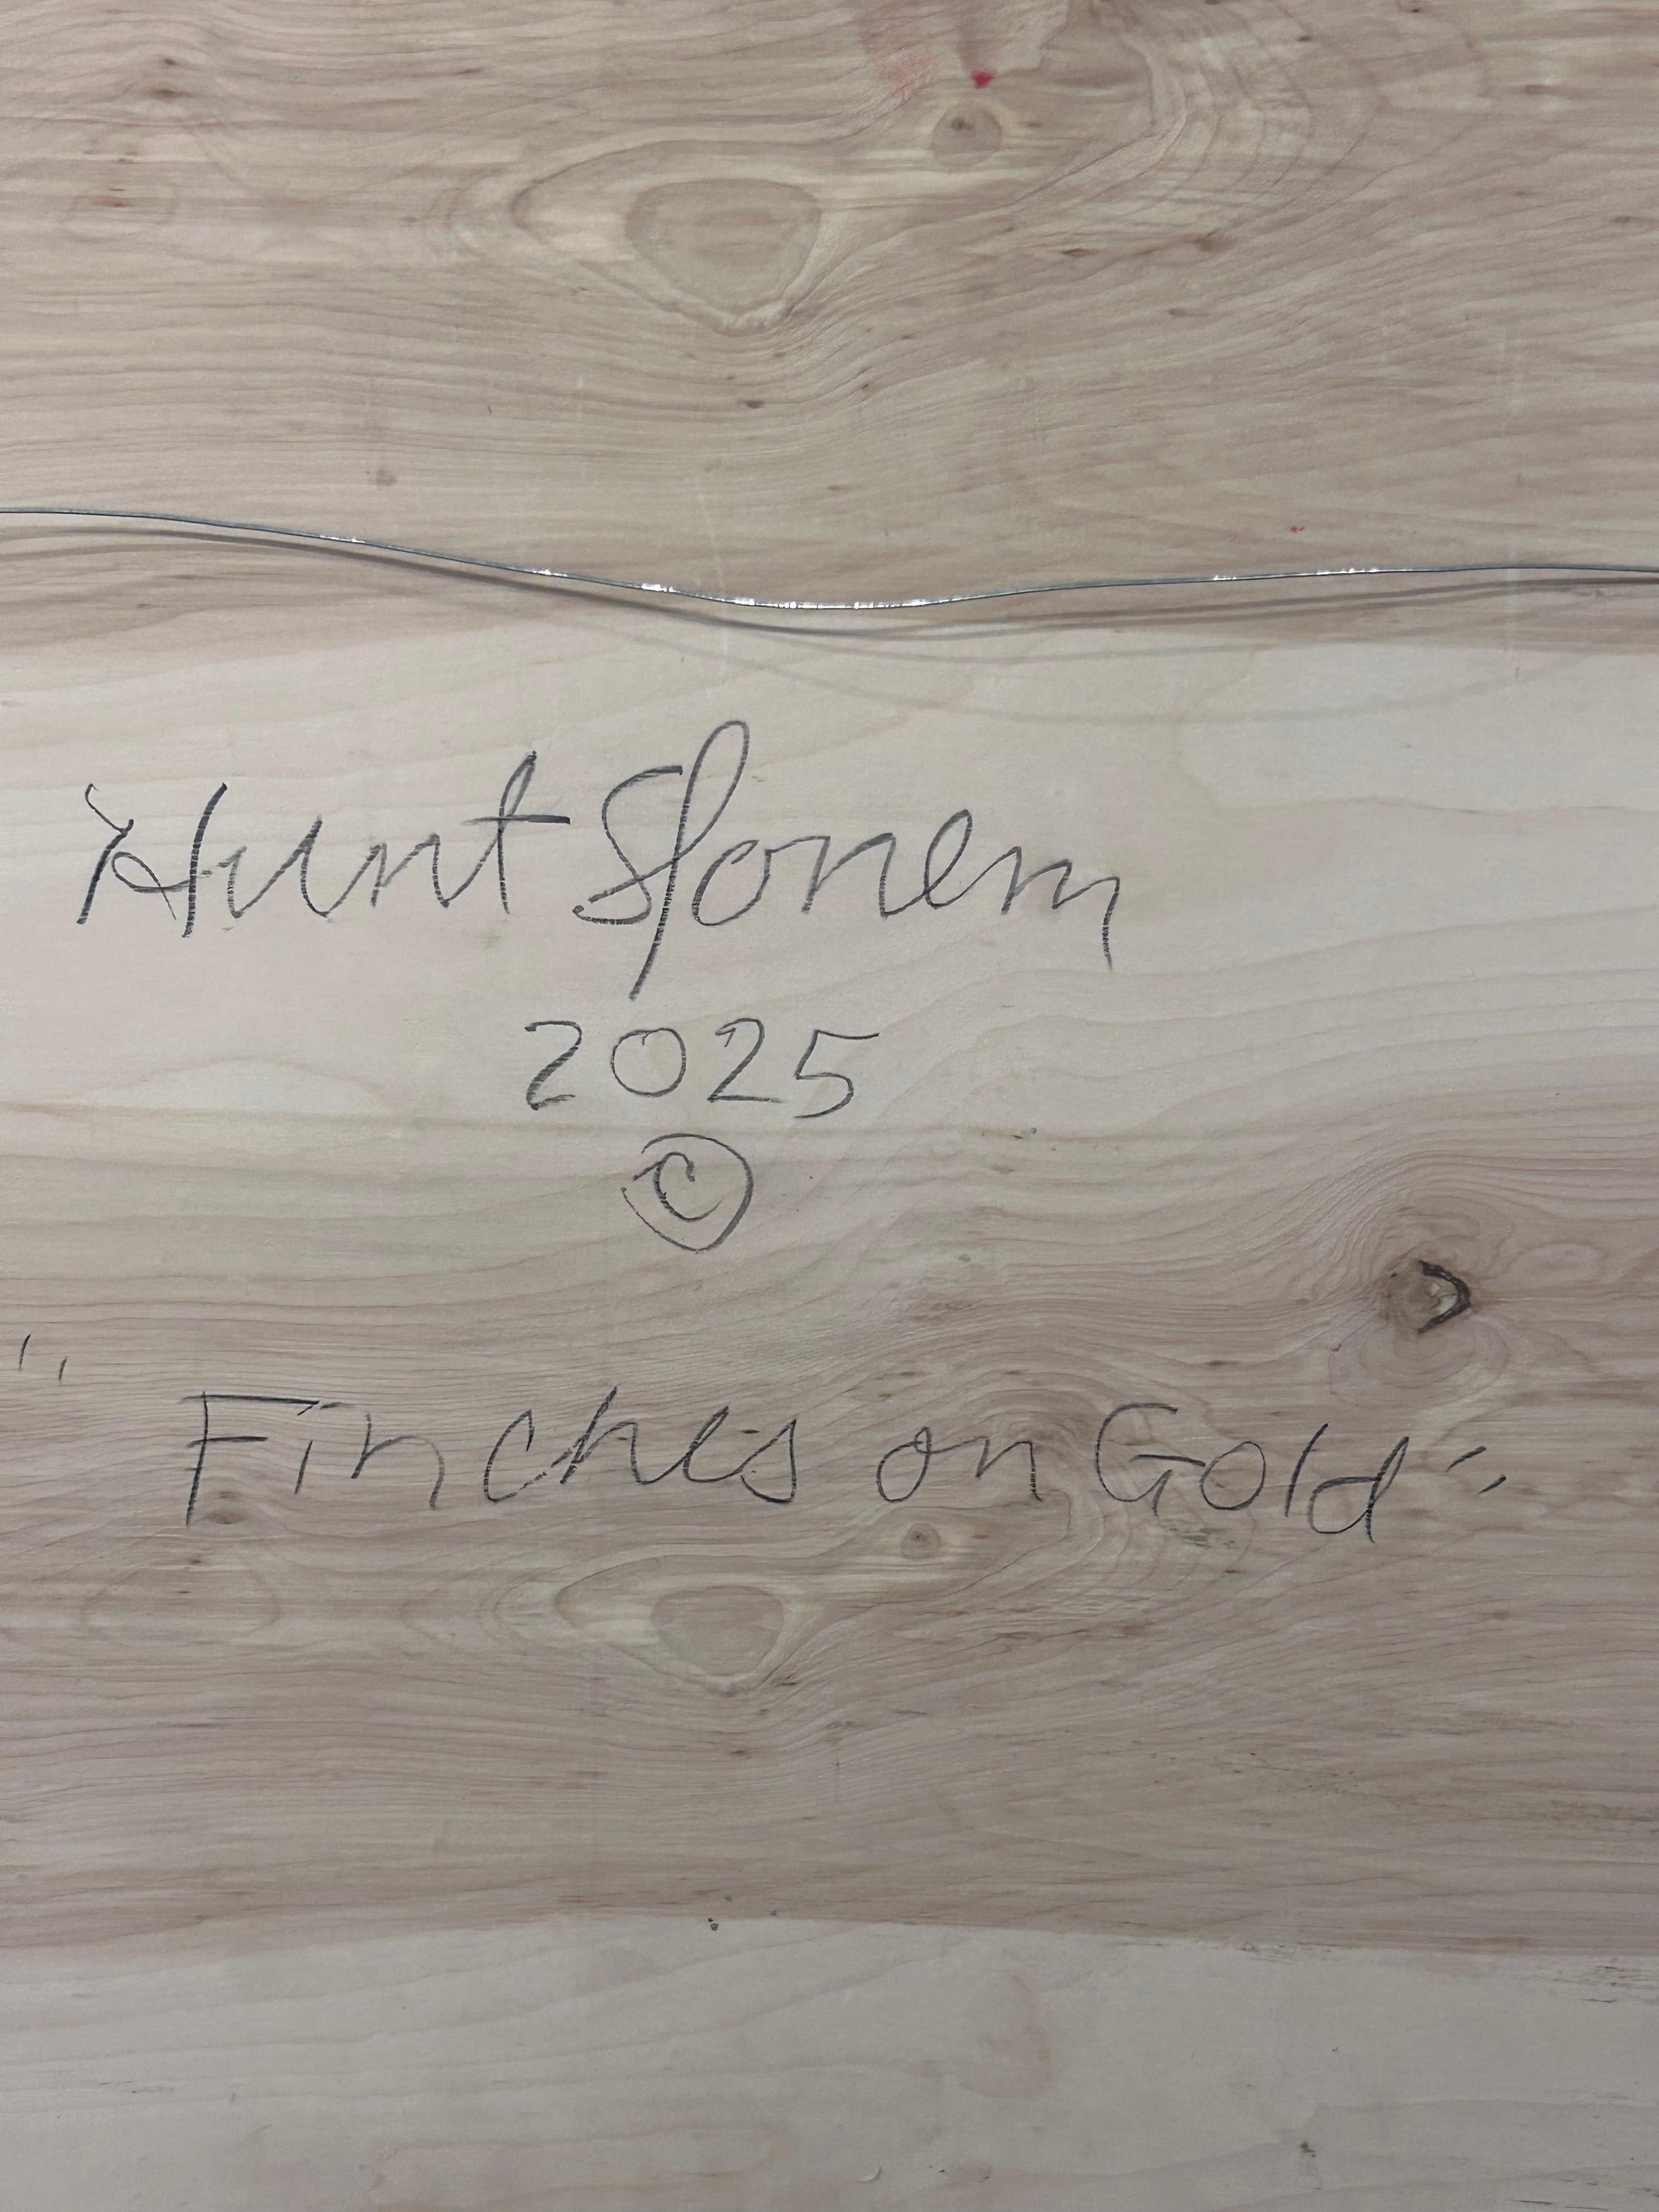 Hunt Slonem
2025
©
"Finches on Gold"